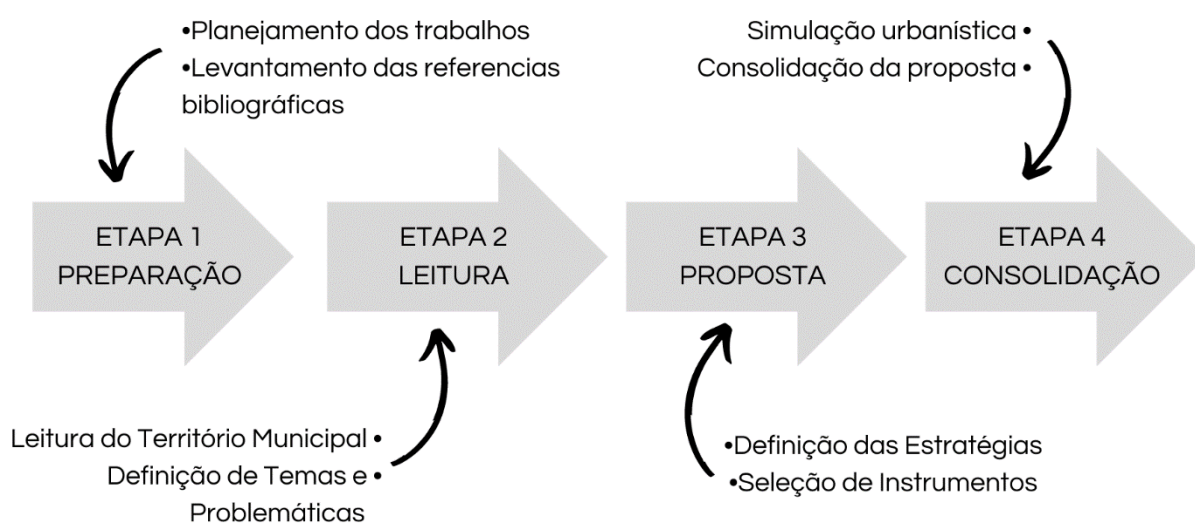 •Planejamento dos trabalhos
•Levantamento das referencias
bibliográficas
Simulação urbanística •
Consolidação da proposta •
ETAPA 1
PREPARAÇÃO
ETAPA 2
LEITURA
ETAPA 3
PROPOSTA
ETAPA 4
CONSOLIDAÇÃO
Leitura do Território Municipal •
Definição de Temas e •
Problemáticas
•Definição das Estratégias
•Seleção de Instrumentos